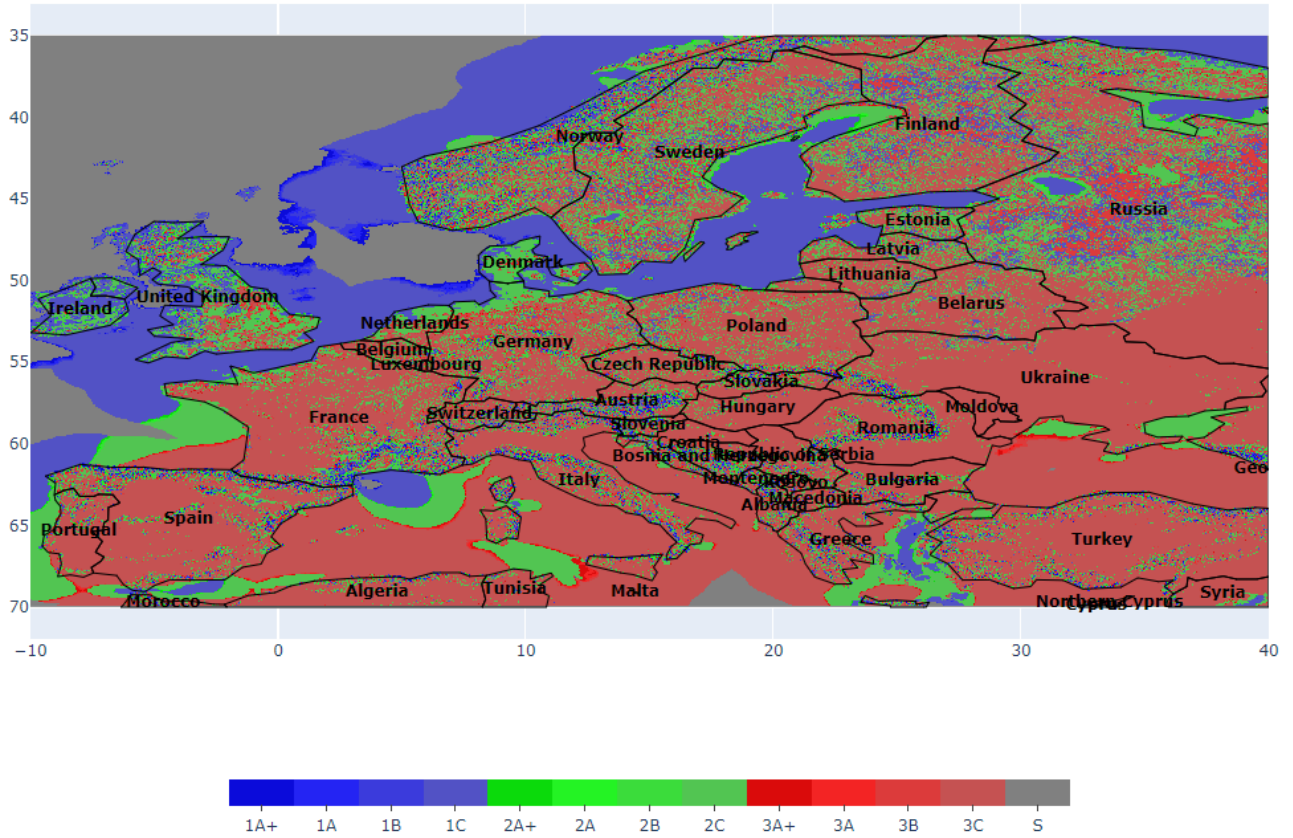 35
40
Norway
Finland
Sweden
45
Russia
Estonia
Latvia
Denmark
Lithuania
50
United Kingdom
Ireland
Belarus
Netherlands
Poland
Germany
Belgium
55
Luxembourg
Czech Republic
Ukraine
Slovakia
Austria
Hungary
Moldova
Switzerland
France
Slovenia
Romania
60
Croatia
Bosnia and Herzegovina
Republic of Serbia
Geo
Italy
Montenegro
Kosovo
Bulgaria
Macedonia
Albania
65
Portugal
Spain
Greece
Turkey
Algeria
Tunisia
Malta
Syria
70
Morocco
Northern Cyprus
Cyprus
−10
0
10
20
30
40
1A+ 1A 1B 1C 2A+ 2A 2B 2C 3A+ 3A 3B 3C S